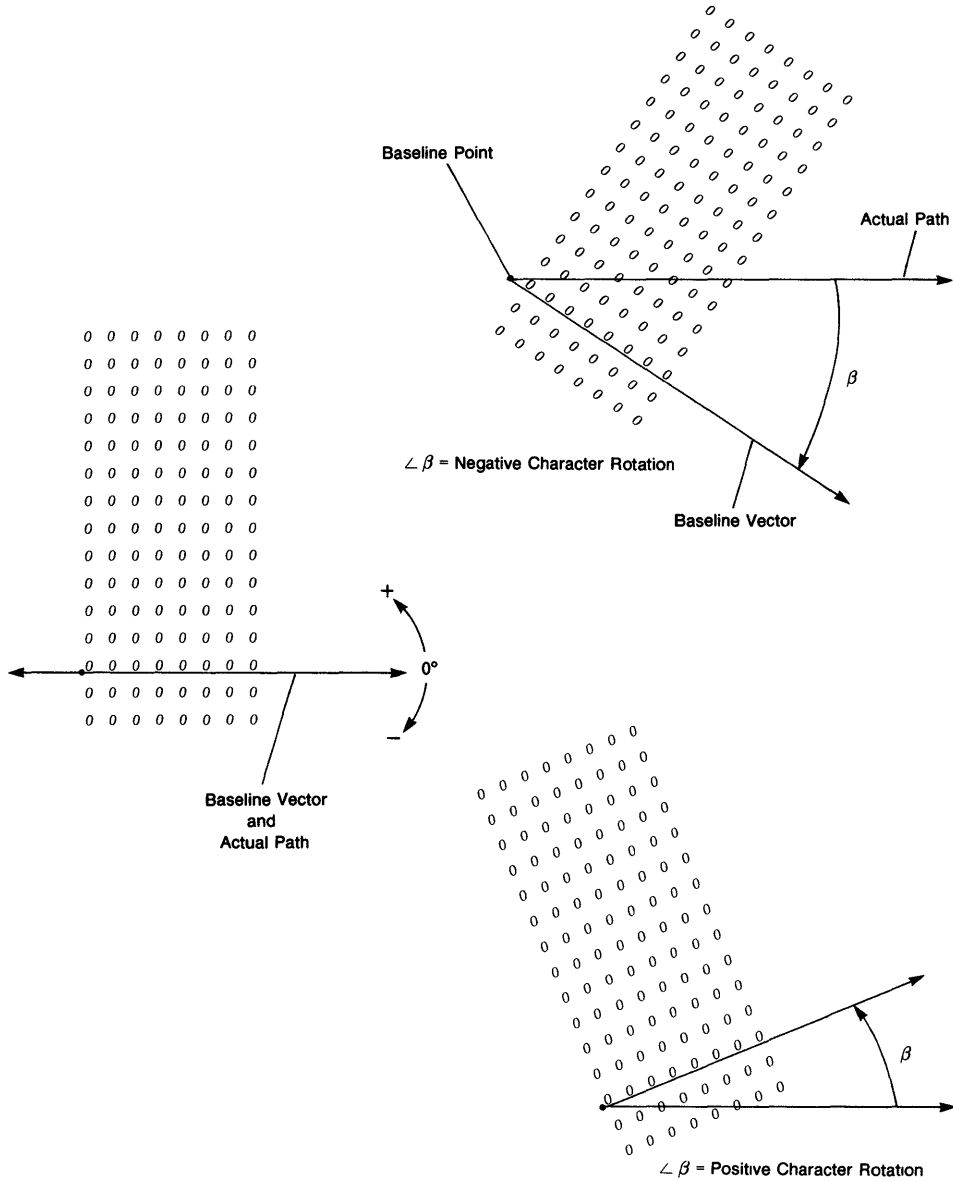 Baseline Point
Actual Path
β
∠ β = Negative Character Rotation
Baseline Vector
+
0°
−
Baseline Vector
and
Actual Path
β
∠ β = Positive Character Rotation